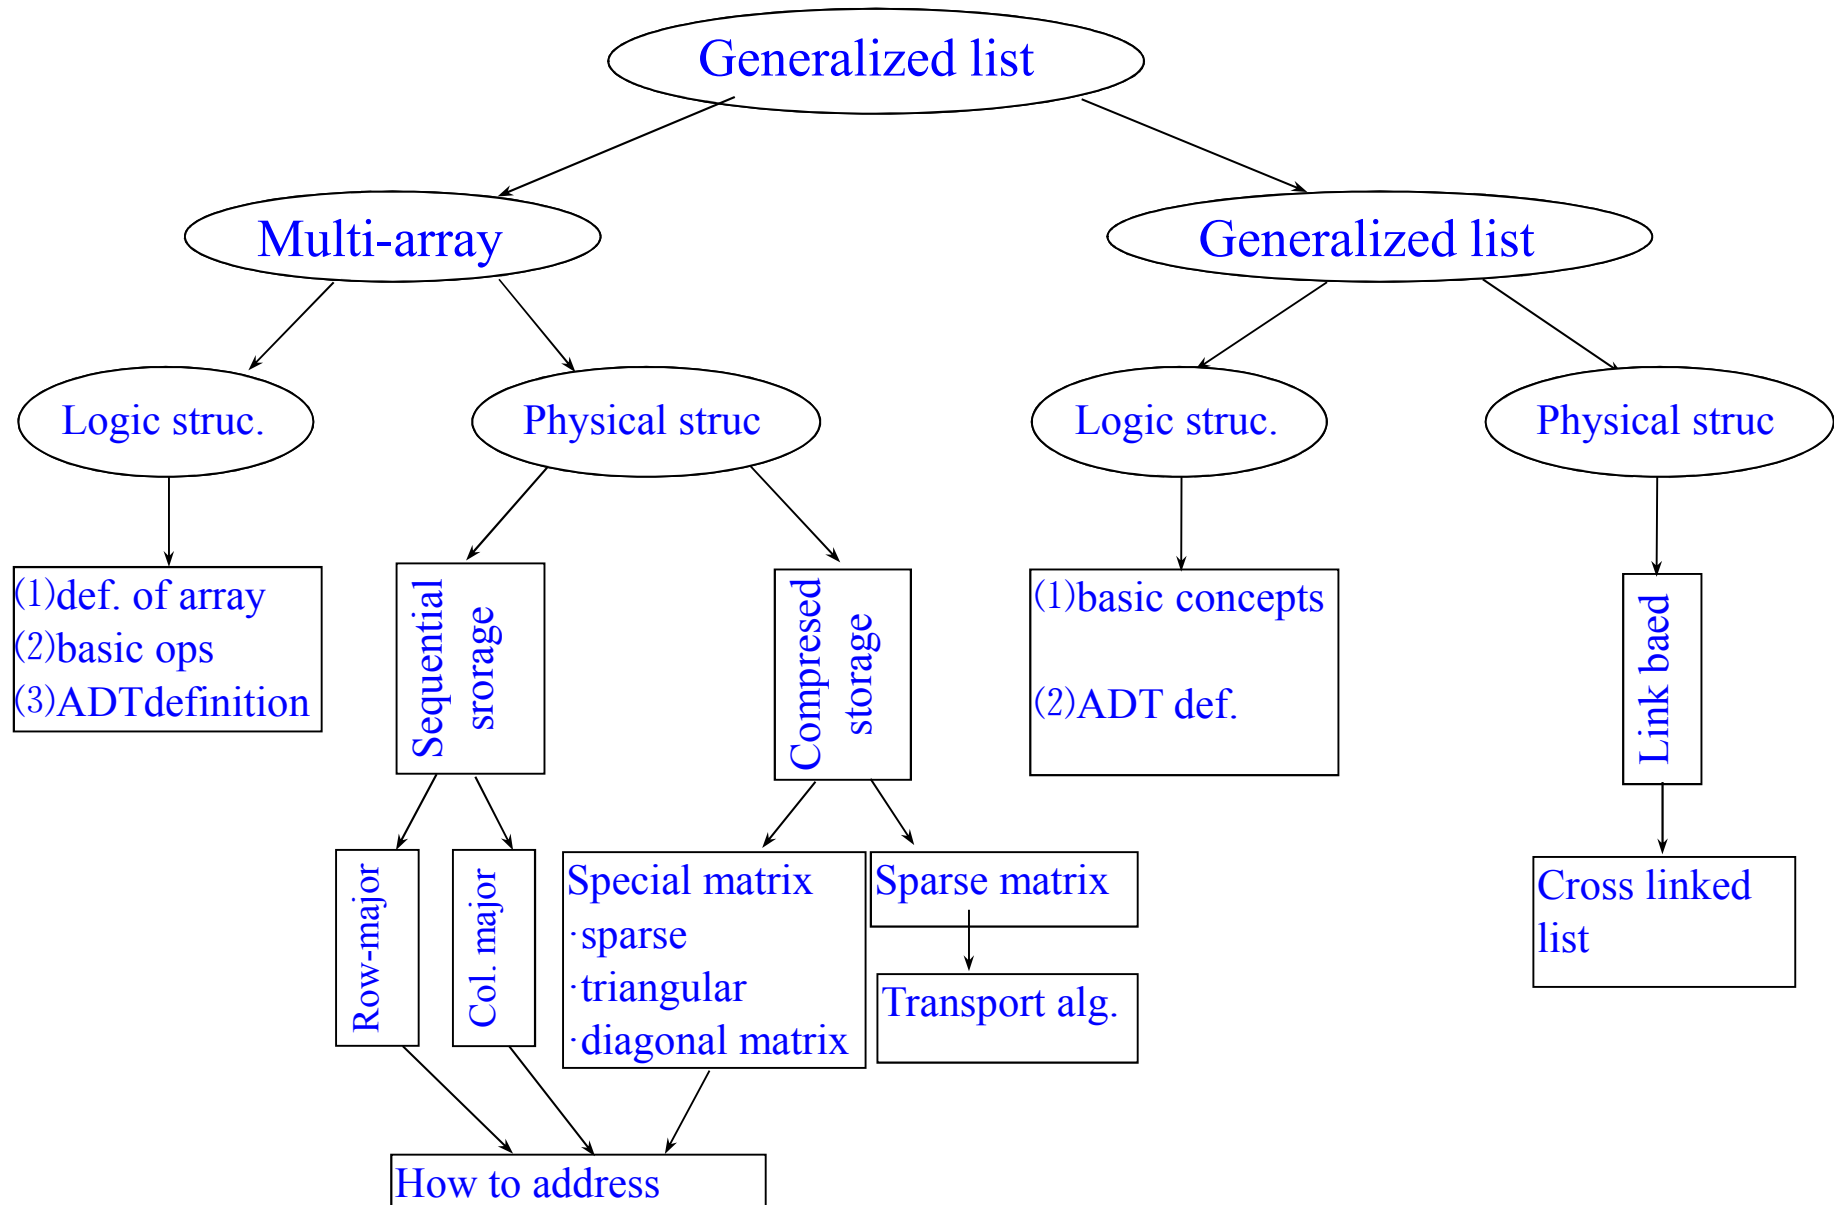 Generalized list
Multi-array
Generalized list
Logic struc.
Physical struc
Logic struc.
Physical struc
⑴def. of array
⑵basic ops
⑶ADTdefinition
Sequential
srorage
Compresed
storage
⑴basic concepts
⑵ADT def.
Link baed
Row-major
Col. major
Special matrix
·sparse
·triangular
·diagonal matrix
Sparse matrix
Transport alg.
Cross linked
list
How to address